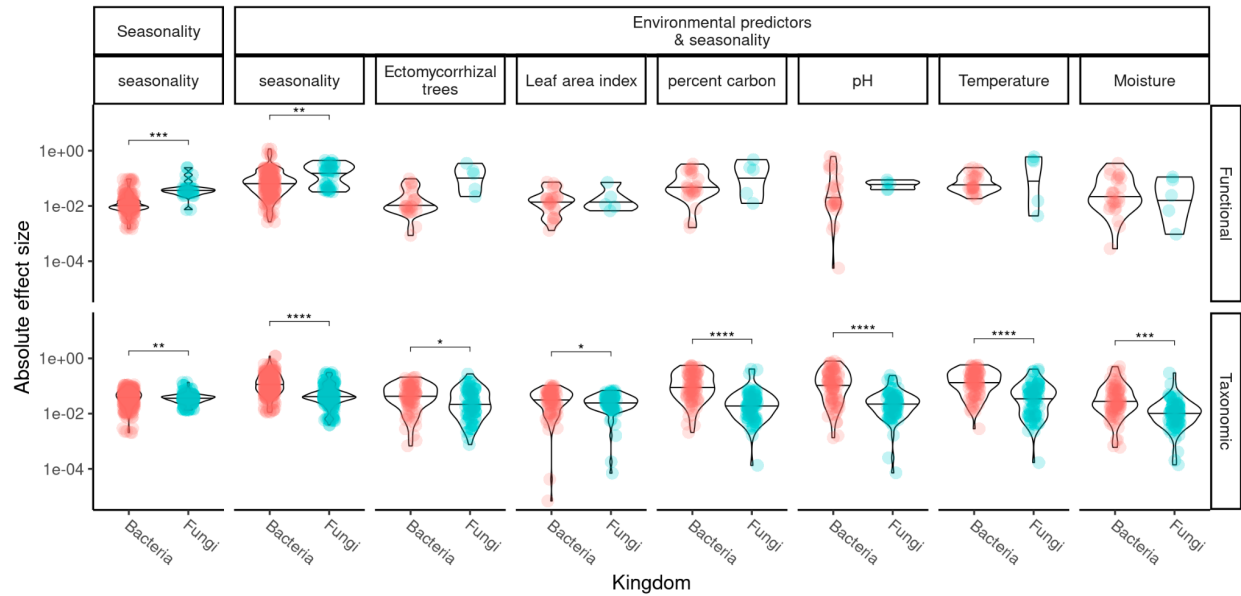 Seasonality
Environmental predictors
& seasonality
seasonality
seasonality
Ectomycorrhizal
trees
Leaf area index
percent carbon
pH
Temperature
Moisture
Absolute effect size
1e+00
1e-02
1e-04
***
**
Functional
1e+00
1e-02
1e-04
**
****
*
*
****
****
****
***
Taxonomic
Bacteria
Fungi
Bacteria
Fungi
Bacteria
Fungi
Bacteria
Fungi
Bacteria
Fungi
Bacteria
Fungi
Bacteria
Fungi
Bacteria
Fungi
Kingdom